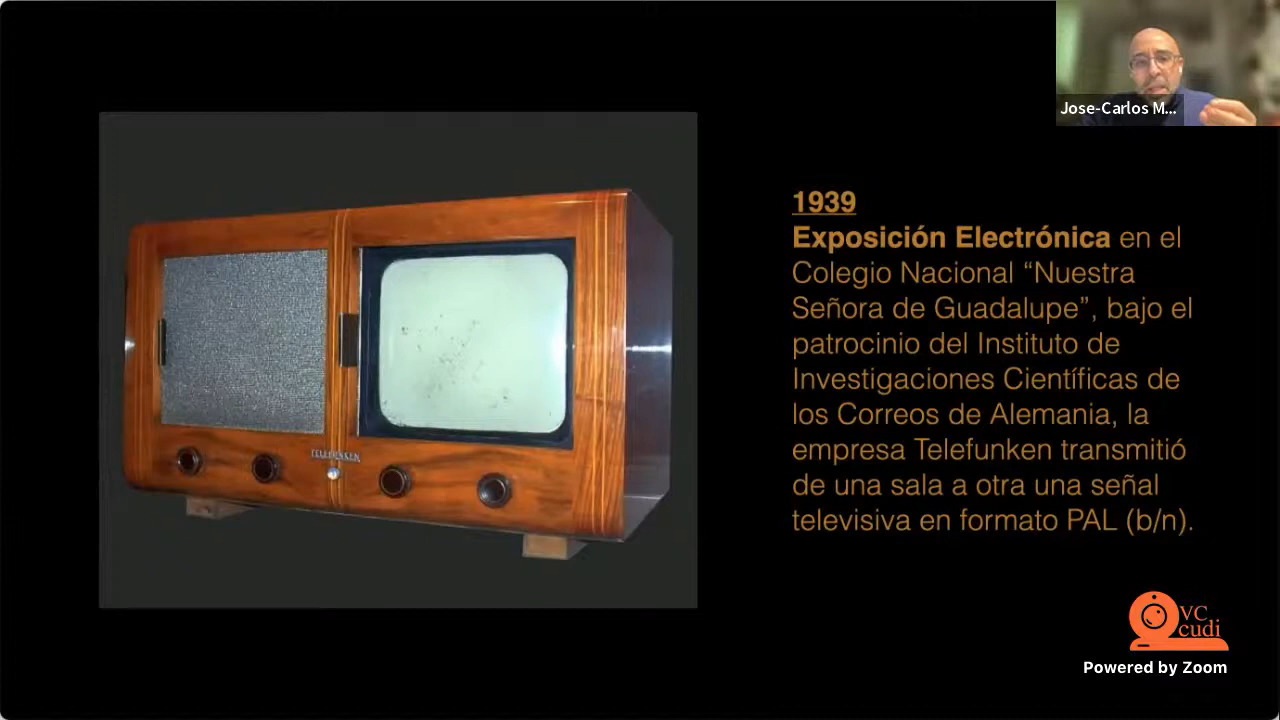 Jose-Carlos M...
1939
Exposición Electrónica en el
Colegio Nacional “Nuestra
Señora de Guadalupe”, bajo el
patrocinio del Instituto de
Investigaciones Científicas de
los Correos de Alemania, la
empresa Telefunken transmitió
de una sala a otra una señal
televisiva en formato PAL (b/n).
TELEFUNKEN
VC
cudi
Powered by Zoom